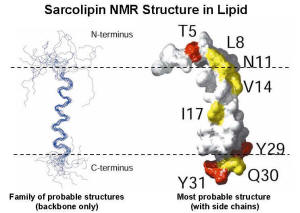 Sarcolipin NMR Structure in Lipid
N-terminus
T5
L8
N11
V14
I17
Y29
Q30
Y31
C-terminus
Family of probable structures
(backbone only)
Most probable structure
(with side chains)